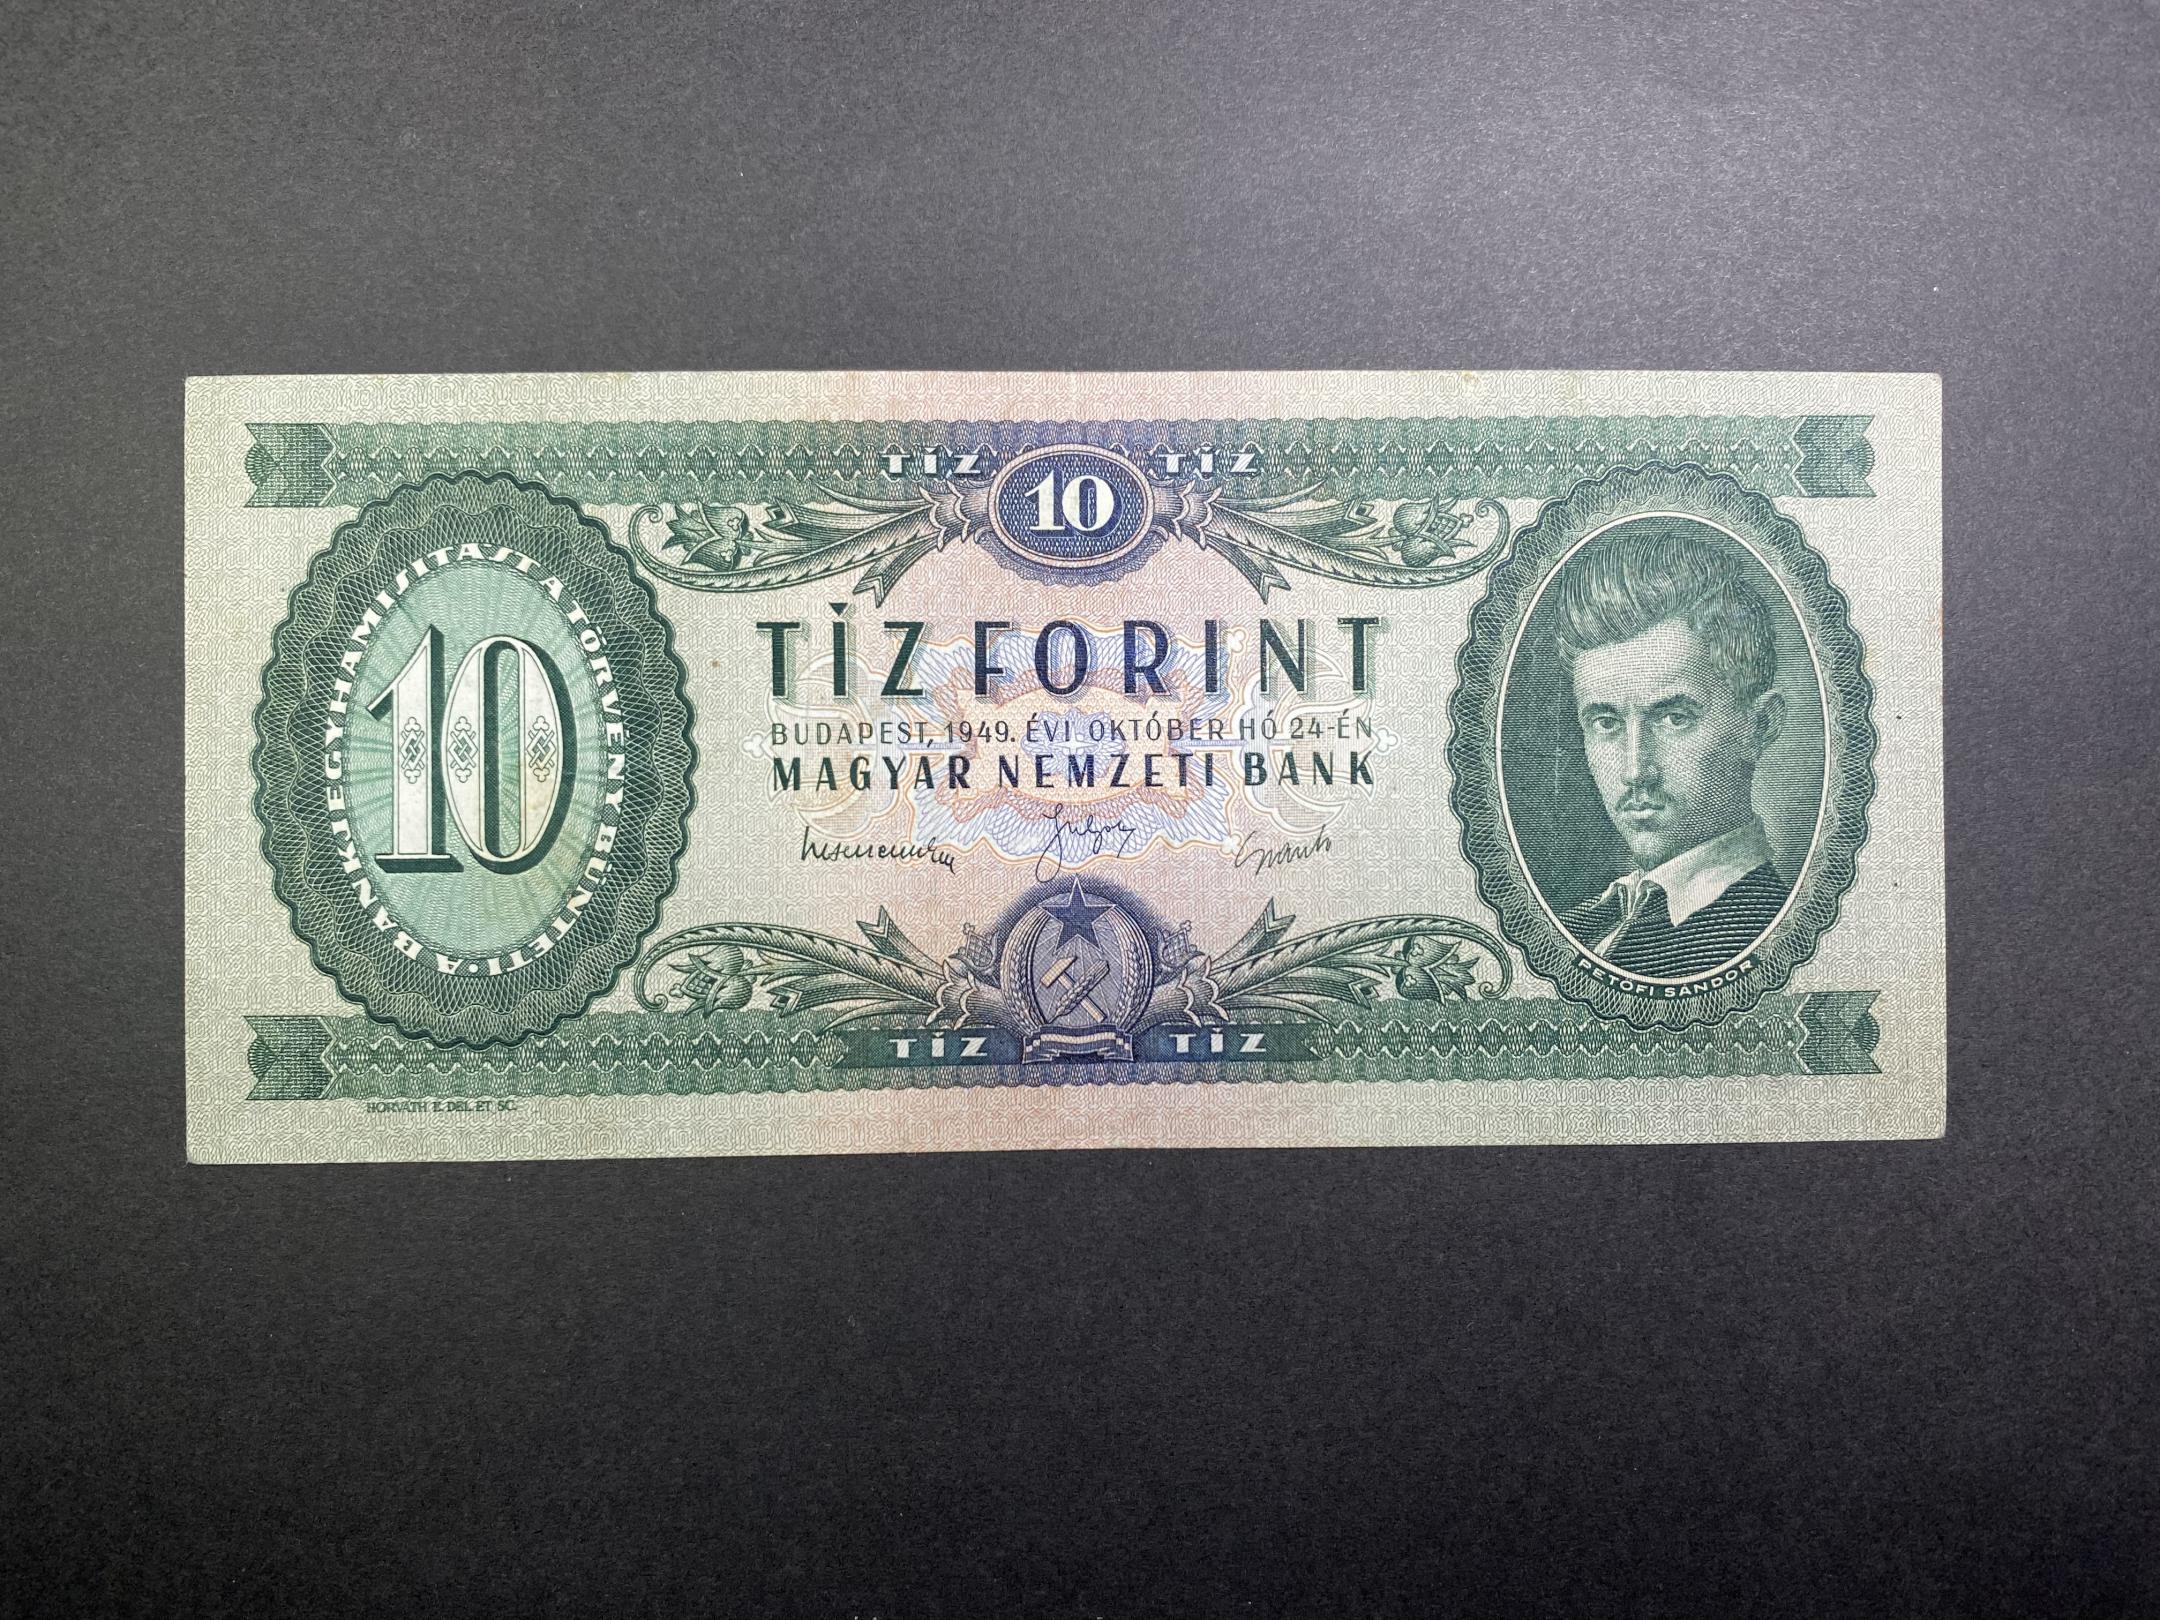 TÍZ 10 TÍZ
A BANKJEGYHAMISÍTÁST A TÖRVÉNY BÜNTETI.
10
TÍZ FORINT
BUDAPEST, 1949. ÉVI OKTÓBER HÓ 24-ÉN
MAGYAR NEMZETI BANK
PETŐFI SÁNDOR
TÍZ TÍZ
HORVÁTH E. DEL. ET SC.